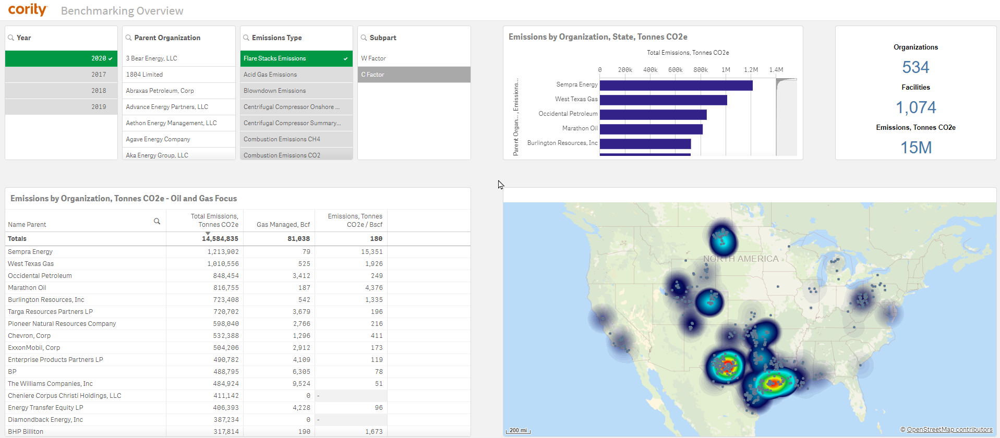 cority
Benchmarking Overview
Year
2020
2017
2018
2019
Parent Organization
3 Bear Energy, LLC
1804 Limited
Abraxas Petroleum, Corp
Advance Energy Partners, LLC
Aethon Energy Management, LLC
Agave Energy Company
Aka Energy Group, LLC
Emissions Type
Flare Stacks Emissions
Acid Gas Emissions
Blowndown Emissions
Centrifugal Compressor Onshore ...
Centrifugal Compressor Summary...
Combustion Emissions CH4
Combustion Emissions CO2
Subpart
W Factor
C Factor
Emissions by Organization, State, Tonnes CO2e
Total Emissions, Tonnes CO2e
0 200k 400k 600k 800k 1M 1.2M 1.4M
Parent Organ... , Emissions...
Sempra Energy
West Texas Gas
Occidental Petroleum
Marathon Oil
Burlington Resources, Inc
Organizations
534
Facilities
1,074
Emissions, Tonnes CO2e
15M
Emissions by Organization, Tonnes CO2e - Oil and Gas Focus
Name Parent
Total Emissions,
Tonnes CO2e
Gas Managed, Bcf
Emissions, Tonnes
CO2e / Bscf
Totals 14,584,835 81,038 180
Sempra Energy 1,213,902 79 15,351
West Texas Gas 1,010,556 525 1,926
Occidental Petroleum 848,454 3,412 249
Marathon Oil 816,755 187 4,376
Burlington Resources, Inc 723,408 542 1,335
Targa Resources Partners LP 720,702 3,679 196
Pioneer Natural Resources Company 598,040 2,766 216
Chevron, Corp 532,388 1,296 411
ExxonMobil, Corp 504,206 2,912 173
Enterprise Products Partners LP 490,782 4,109 119
BP 488,795 6,305 78
The Williams Companies, Inc 484,924 9,524 51
Cheniere Corpus Christi Holdings, LLC 411,142 0 -
Energy Transfer Equity LP 406,393 4,228 96
Diamondback Energy, Inc 387,234 0 -
BHP Billiton 317,814 190 1,673
NORTH AMERICA
200 mi
© OpenStreetMap contributors